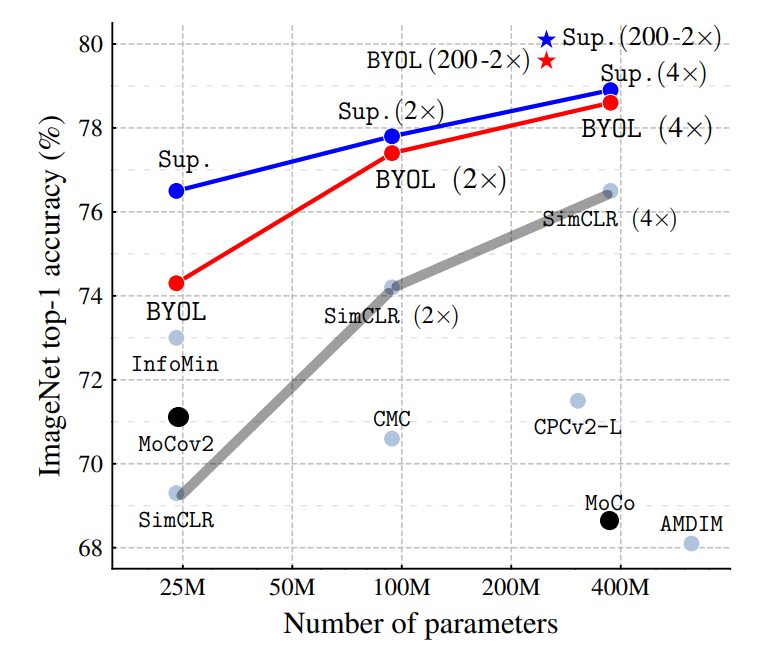 ImageNet top-1 accuracy (%)
80
78
76
74
72
70
68
Sup.(200-2×)
BYOL (200-2×)
Sup.(4×)
Sup.(2×)
BYOL (4×)
Sup.
BYOL (2×)
SimCLR (4×)
BYOL
SimCLR (2×)
InfoMin
CMC
CPCv2-L
MoCov2
MoCo
SimCLR
AMDIM
25M 50M 100M 200M 400M
Number of parameters